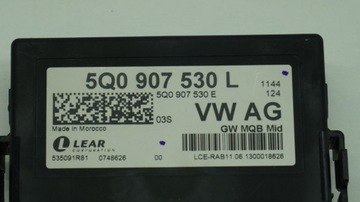 5Q0 907 530 L
1144
5Q0 907 530 E
124
03S
VW AG
Made in Morocco
GW MQB Mid
LEAR
CORPORATION
535091R81 0748626 00 LCE-RAB11.06.1300018626